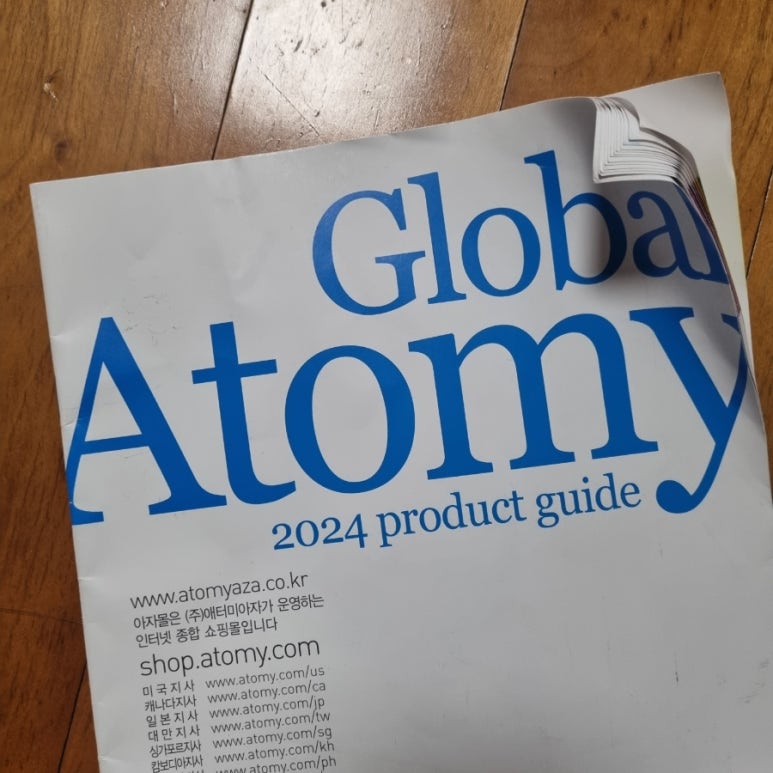 Global
Atomy
2024 product guide
www.atomyaza.co.kr
아자몰은 (주)애터미아자가 운영하는
인터넷 종합 쇼핑몰입니다
shop.atomy.com
미국지사 www.atomy.com/us
캐나다지사 www.atomy.com/ca
일본지사 www.atomy.com/jp
대만지사 www.atomy.com/tw
싱가포르지사 www.atomy.com/sg
캄보디아지사 www.atomy.com/kh
www.atomy.com/ph